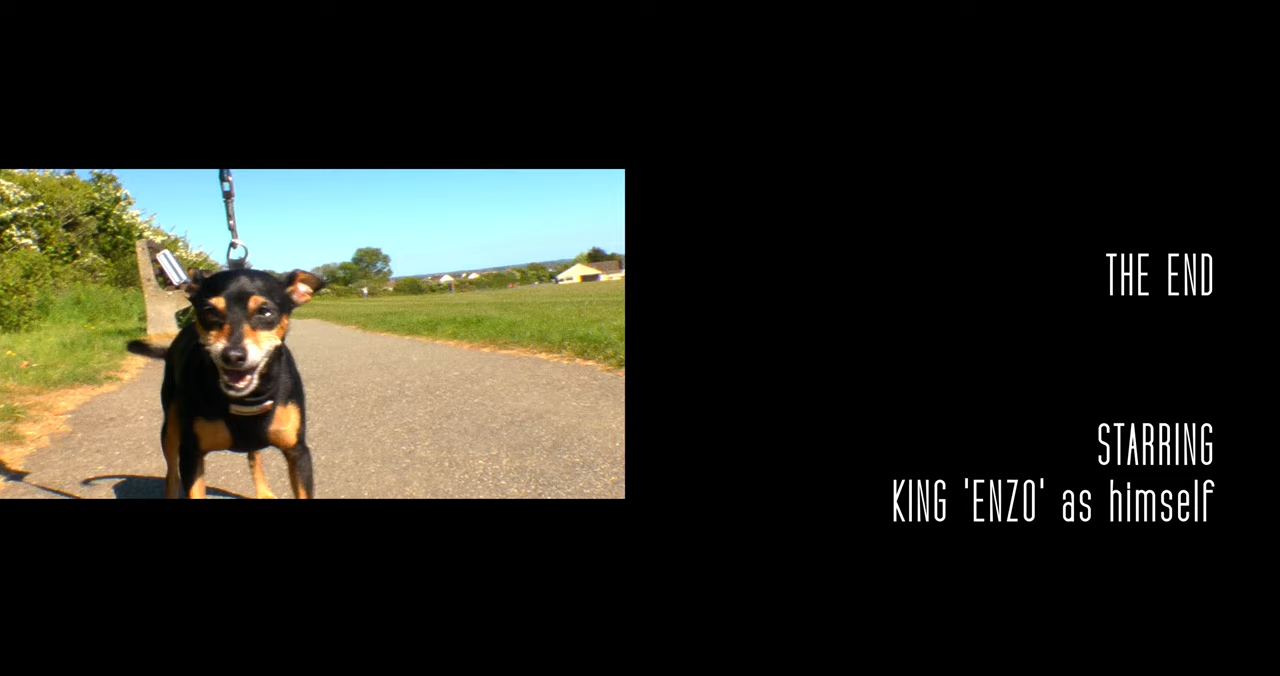 THE END
STARRING
KING 'ENZO' as himself